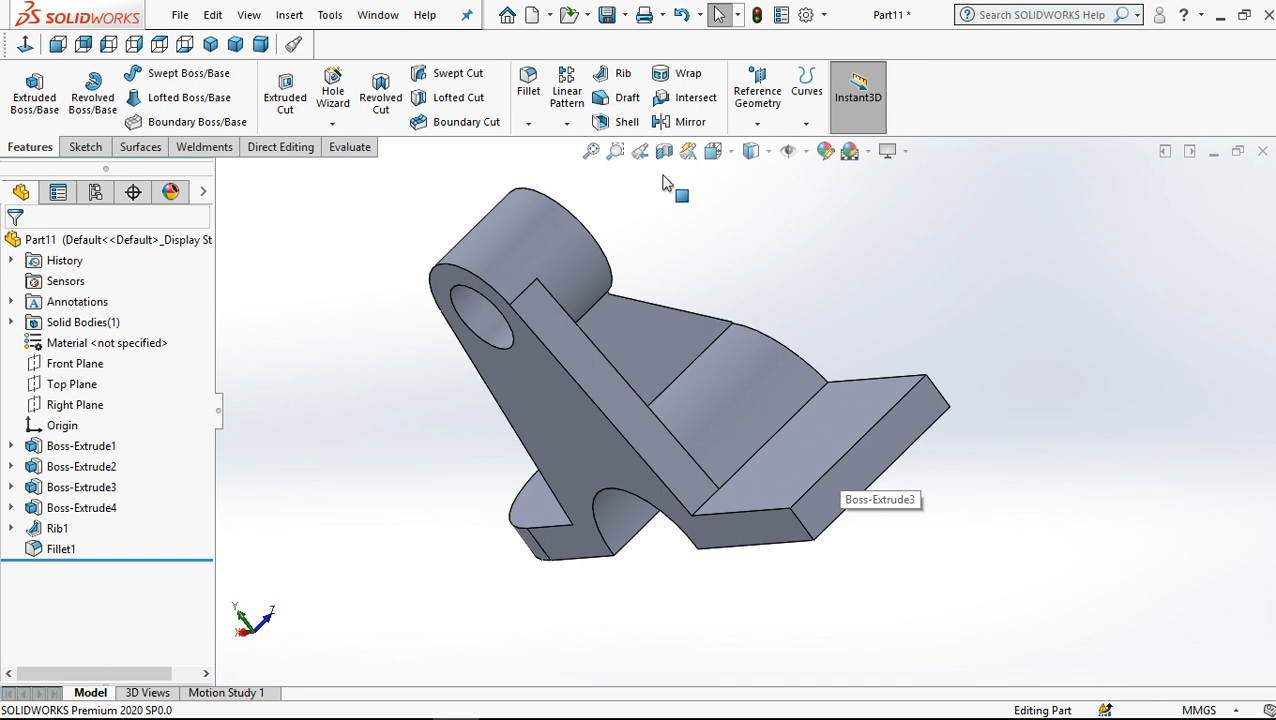 SOLIDWORKS
File Edit View Insert Tools Window Help
Part11 *
Search SOLIDWORKS Help
?
Extruded Boss/Base
Revolved Boss/Base
Swept Boss/Base
Lofted Boss/Base
Boundary Boss/Base
Extruded Cut
Hole Wizard
Revolved Cut
Swept Cut
Lofted Cut
Boundary Cut
Fillet
Linear Pattern
Rib
Draft
Shell
Wrap
Intersect
Mirror
Reference Geometry
Curves
Instant3D
Features Sketch Surfaces Weldments Direct Editing Evaluate
Part11 (Default<<Default>_Display St
History
Sensors
Annotations
Solid Bodies(1)
Material <not specified>
Front Plane
Top Plane
Right Plane
Origin
Boss-Extrude1
Boss-Extrude2
Boss-Extrude3
Boss-Extrude4
Rib1
Fillet1
Boss-Extrude3
Y
Z
X
Model 3D Views Motion Study 1
SOLIDWORKS Premium 2020 SP0.0
Editing Part
MMGS